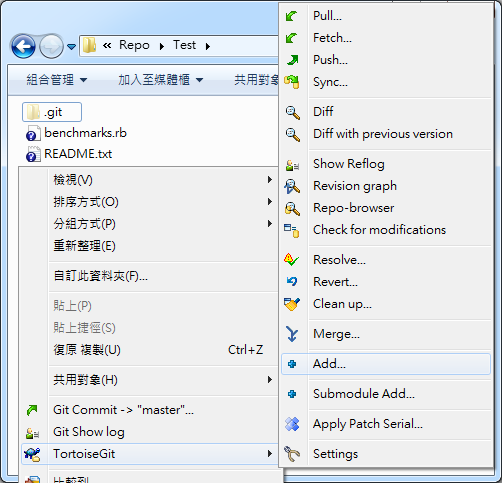 « Repo ▸ Test ▸
組合管理 ▼ 加入至媒體櫃 ▼ 共用對象
.git
benchmarks.rb
README.txt
檢視(V)
排序方式(O)
分組方式(P)
重新整理(E)
自訂此資料夾(F)...
貼上(P)
貼上捷徑(S)
復原 複製(U) Ctrl+Z
共用對象(H)
Git Commit -> "master"...
Git Show log
TortoiseGit
比較到
Pull...
Fetch...
Push...
Sync...
Diff
Diff with previous version
Show Reflog
Revision graph
Repo-browser
Check for modifications
Resolve...
Revert...
Clean up...
Merge...
Add...
Submodule Add...
Apply Patch Serial...
Settings